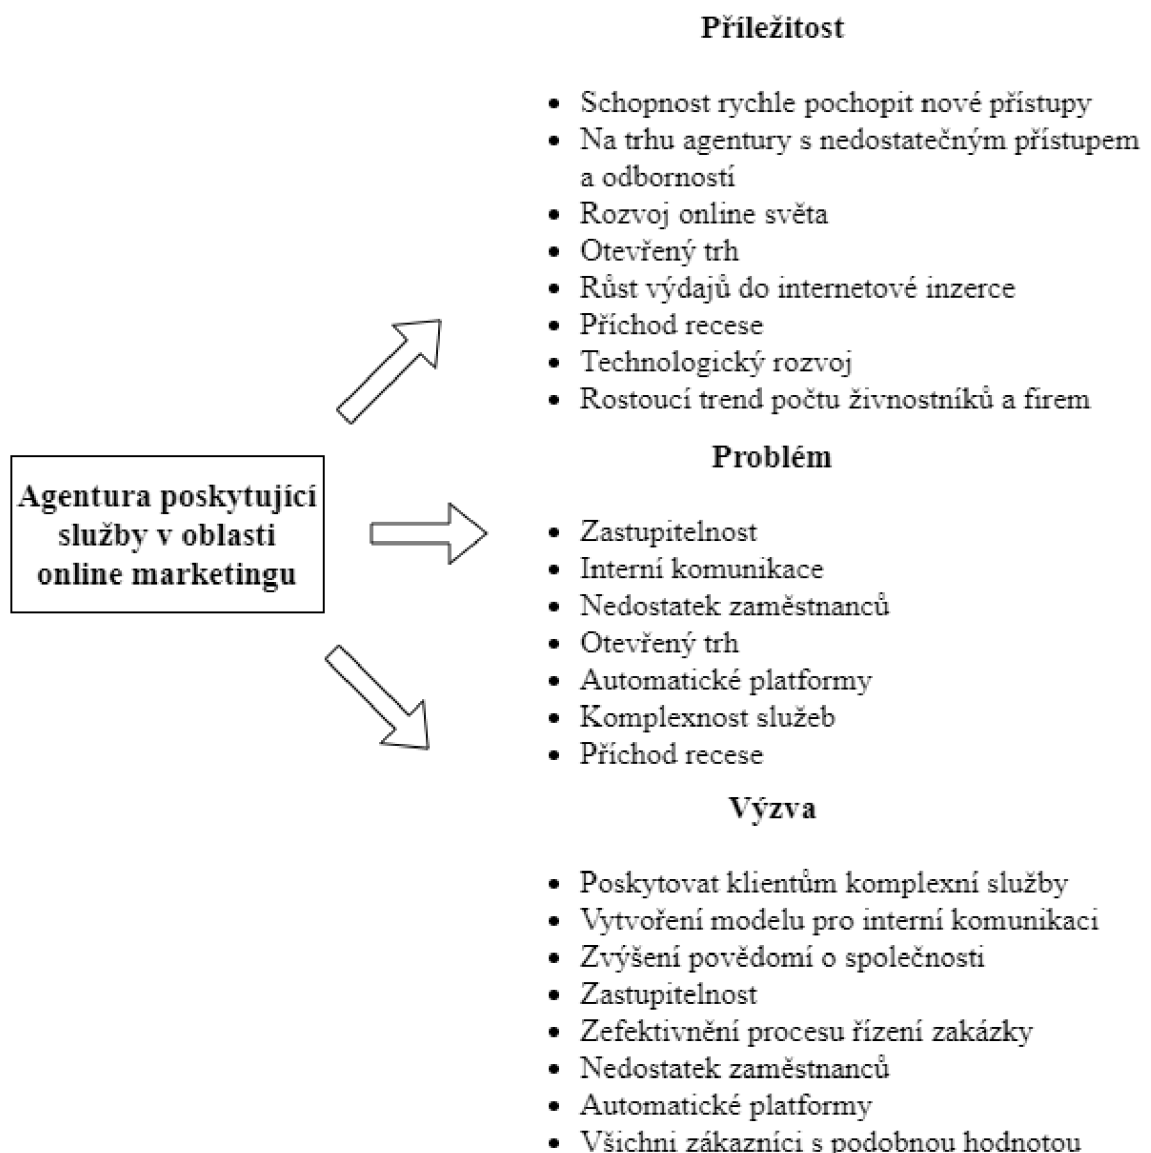 Příležitost
• Schopnost rychle pochopit nové přístupy
• Na trhu agentury s nedostatečným přístupem
a odborností
• Rozvoj online světa
• Otevřený trh
• Růst výdajů do internetové inzerce
• Příchod recese
• Technologický rozvoj
• Rostoucí trend počtu živnostníků a firem
Agentura poskytující
služby v oblasti
online marketingu
Problém
• Zastupitelnost
• Interní komunikace
• Nedostatek zaměstnanců
• Otevřený trh
• Automatické platformy
• Komplexnost služeb
• Příchod recese
Výzva
• Poskytovat klientům komplexní služby
• Vytvoření modelu pro interní komunikaci
• Zvýšení povědomí o společnosti
• Zastupitelnost
• Zefektivnění procesu řízení zakázky
• Nedostatek zaměstnanců
• Automatické platformy
• Všichni zákazníci s podobnou hodnotou